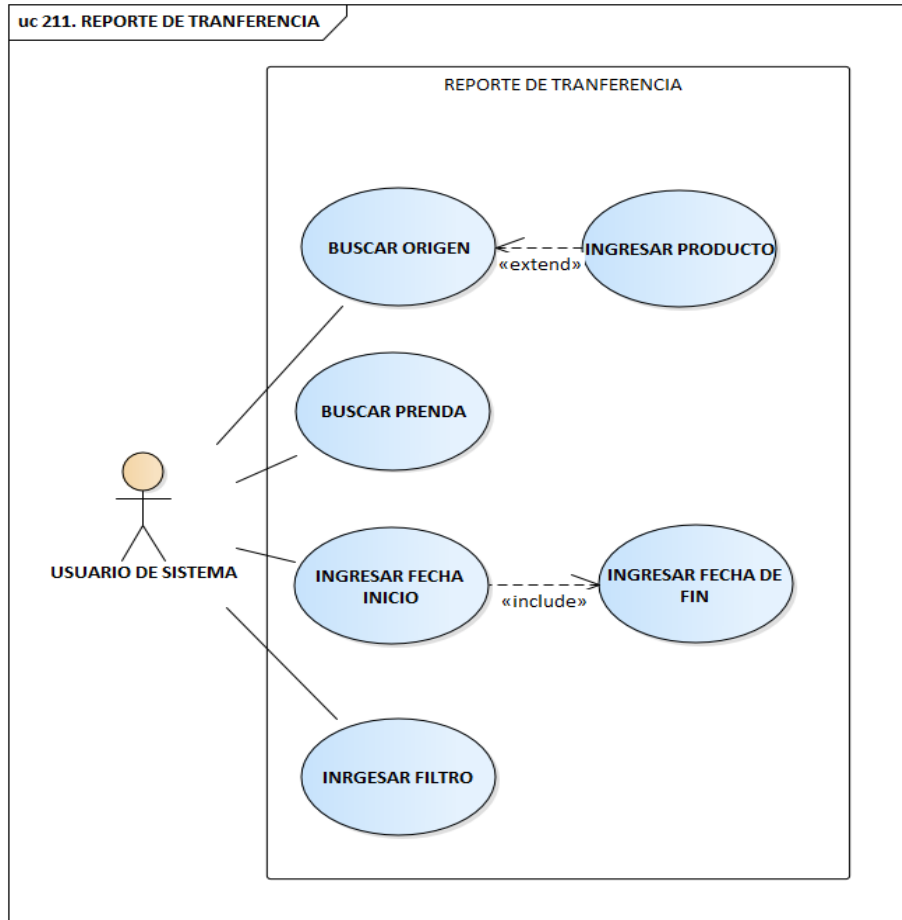 uc 211. REPORTE DE TRANFERENCIA
REPORTE DE TRANFERENCIA
BUSCAR ORIGEN
«extend»
INGRESAR PRODUCTO
BUSCAR PRENDA
USUARIO DE SISTEMA
INGRESAR FECHA
INICIO
«include»
INGRESAR FECHA DE
FIN
INRGESAR FILTRO